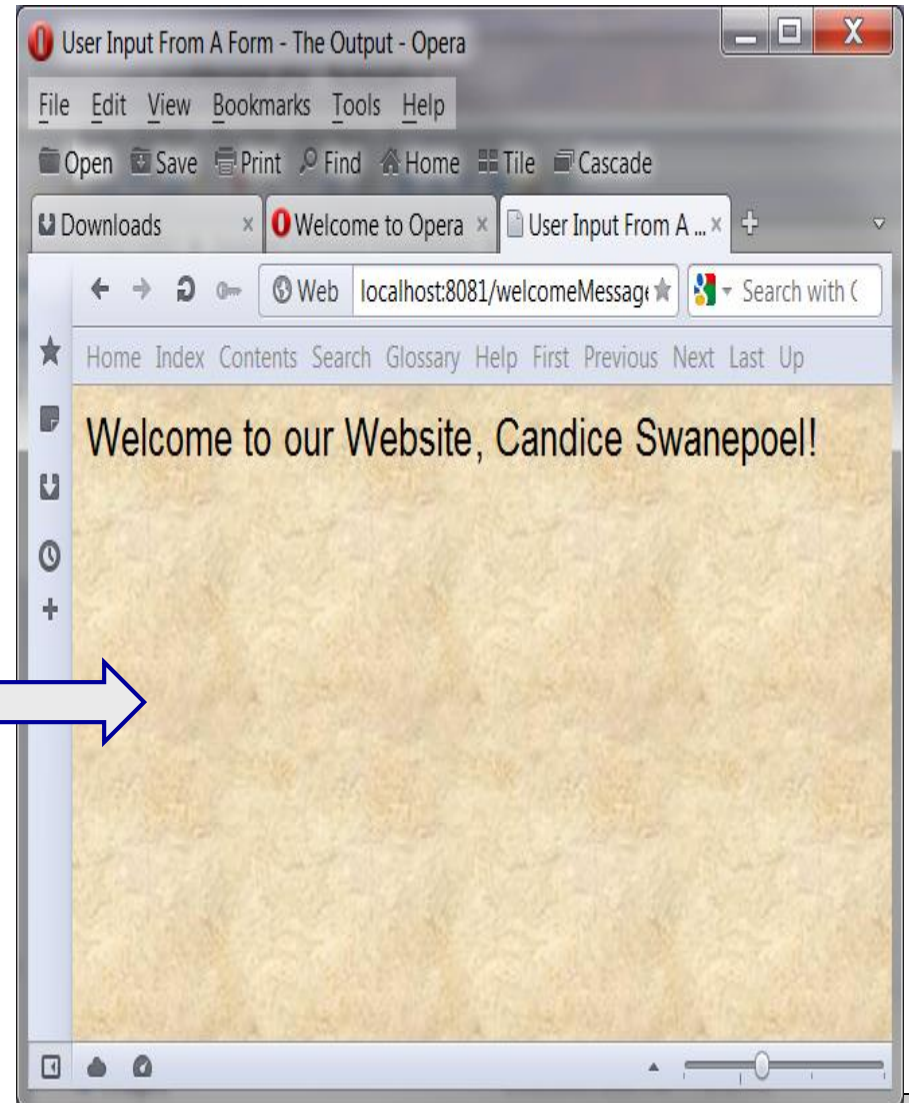 User Input From A Form - The Output - Opera
File Edit View Bookmarks Tools Help
Open Save Print Find Home Tile Cascade
Downloads Welcome to Opera User Input From A ...
Web localhost:8081/welcomeMessage Search with
Home Index Contents Search Glossary Help First Previous Next Last Up
Welcome to our Website, Candice Swanepoel!